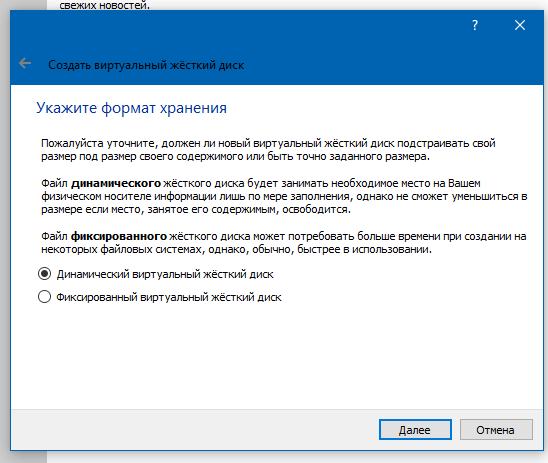 свежих новостей.
?
Создать виртуальный жёсткий диск
Укажите формат хранения
Пожалуйста уточните, должен ли новый виртуальный жёсткий диск подстраивать свой
размер под размер своего содержимого или быть точно заданного размера.
Файл динамического жёсткого диска будет занимать необходимое место на Вашем
физическом носителе информации лишь по мере заполнения, однако не сможет уменьшиться в
размере если место, занятое его содержимым, освободится.
Файл фиксированного жёсткого диска может потребовать больше времени при создании на
некоторых файловых системах, однако, обычно, быстрее в использовании.
Динамический виртуальный жёсткий диск
Фиксированный виртуальный жёсткий диск
Далее
Отмена